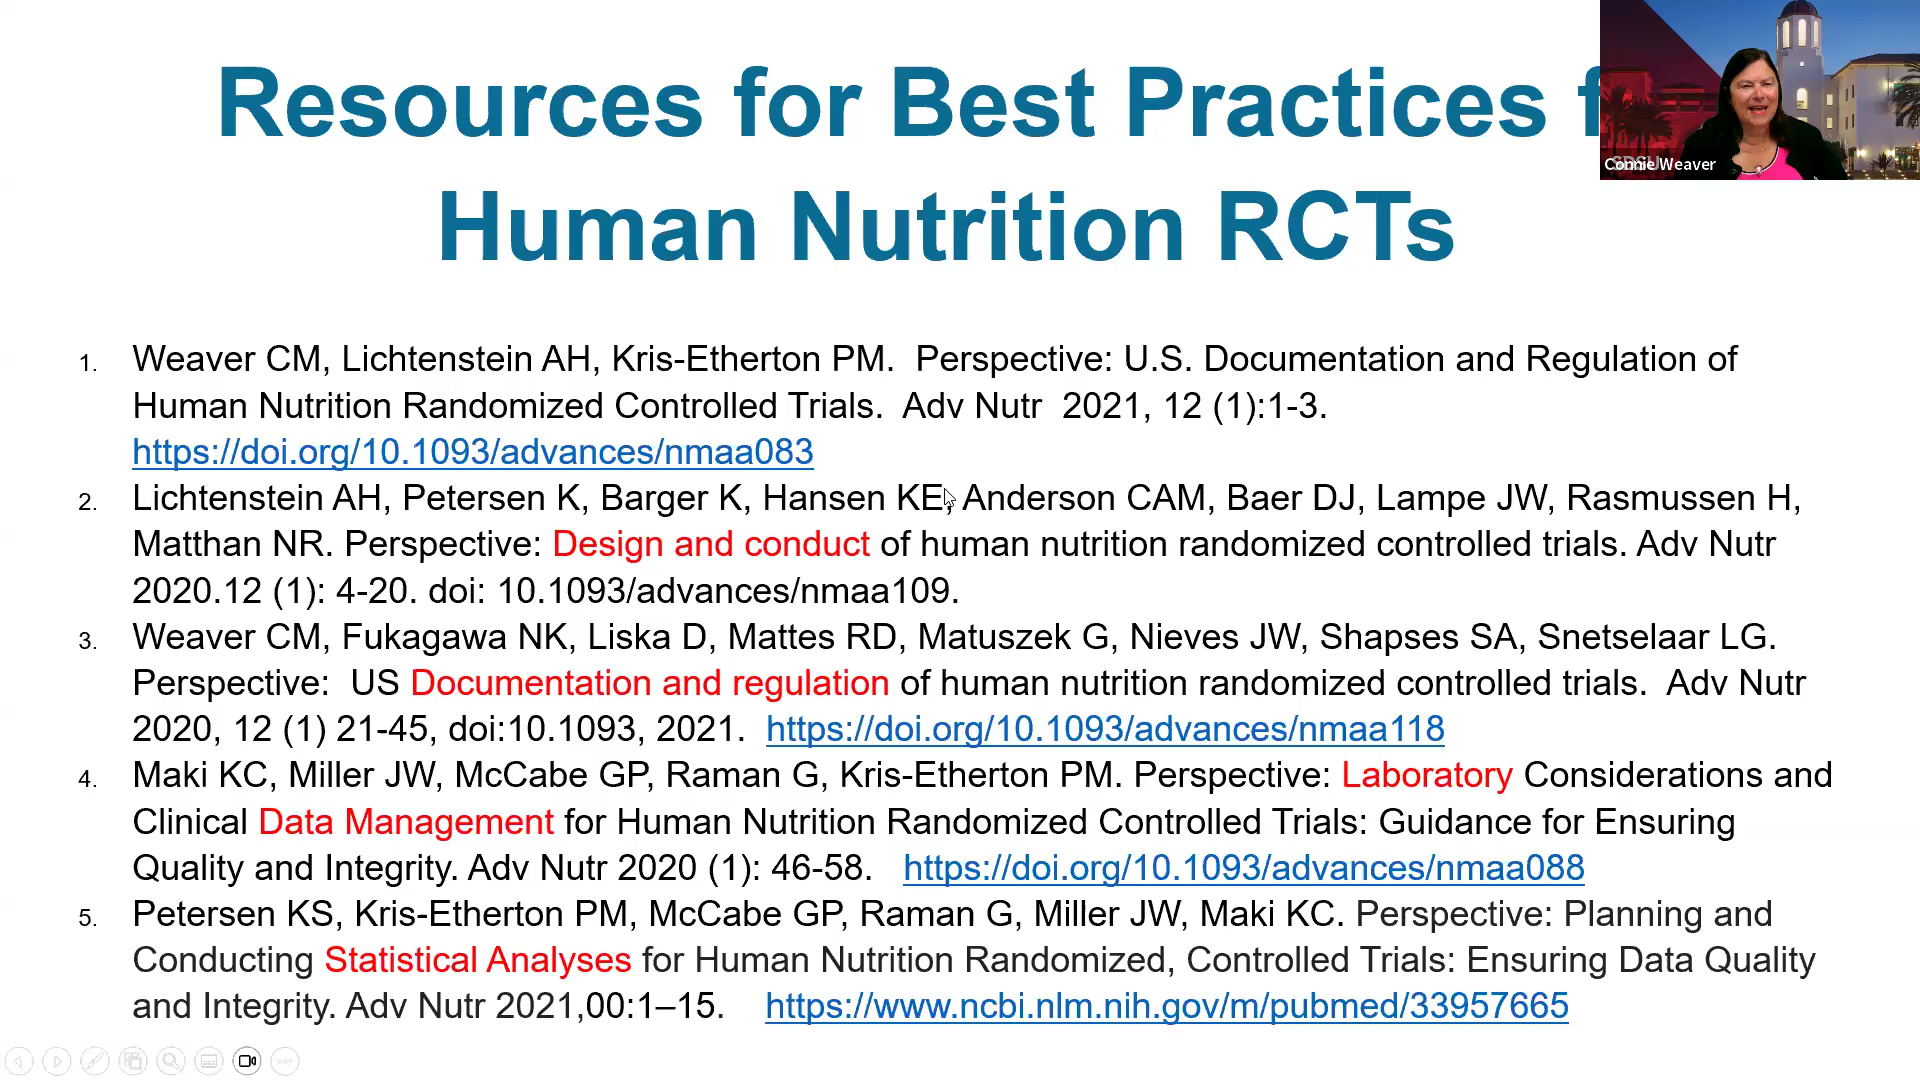 Resources for Best Practices f
Human Nutrition RCTs
Connie Weaver
1. Weaver CM, Lichtenstein AH, Kris-Etherton PM. Perspective: U.S. Documentation and Regulation of
Human Nutrition Randomized Controlled Trials. Adv Nutr 2021, 12 (1):1-3.
https://doi.org/10.1093/advances/nmaa083
2. Lichtenstein AH, Petersen K, Barger K, Hansen KE, Anderson CAM, Baer DJ, Lampe JW, Rasmussen H,
Matthan NR. Perspective: Design and conduct of human nutrition randomized controlled trials. Adv Nutr
2020.12 (1): 4-20. doi: 10.1093/advances/nmaa109.
3. Weaver CM, Fukagawa NK, Liska D, Mattes RD, Matuszek G, Nieves JW, Shapses SA, Snetselaar LG.
Perspective: US Documentation and regulation of human nutrition randomized controlled trials. Adv Nutr
2020, 12 (1) 21-45, doi:10.1093, 2021. https://doi.org/10.1093/advances/nmaa118
4. Maki KC, Miller JW, McCabe GP, Raman G, Kris-Etherton PM. Perspective: Laboratory Considerations and
Clinical Data Management for Human Nutrition Randomized Controlled Trials: Guidance for Ensuring
Quality and Integrity. Adv Nutr 2020 (1): 46-58. https://doi.org/10.1093/advances/nmaa088
5. Petersen KS, Kris-Etherton PM, McCabe GP, Raman G, Miller JW, Maki KC. Perspective: Planning and
Conducting Statistical Analyses for Human Nutrition Randomized, Controlled Trials: Ensuring Data Quality
and Integrity. Adv Nutr 2021,00:1–15. https://www.ncbi.nlm.nih.gov/m/pubmed/33957665